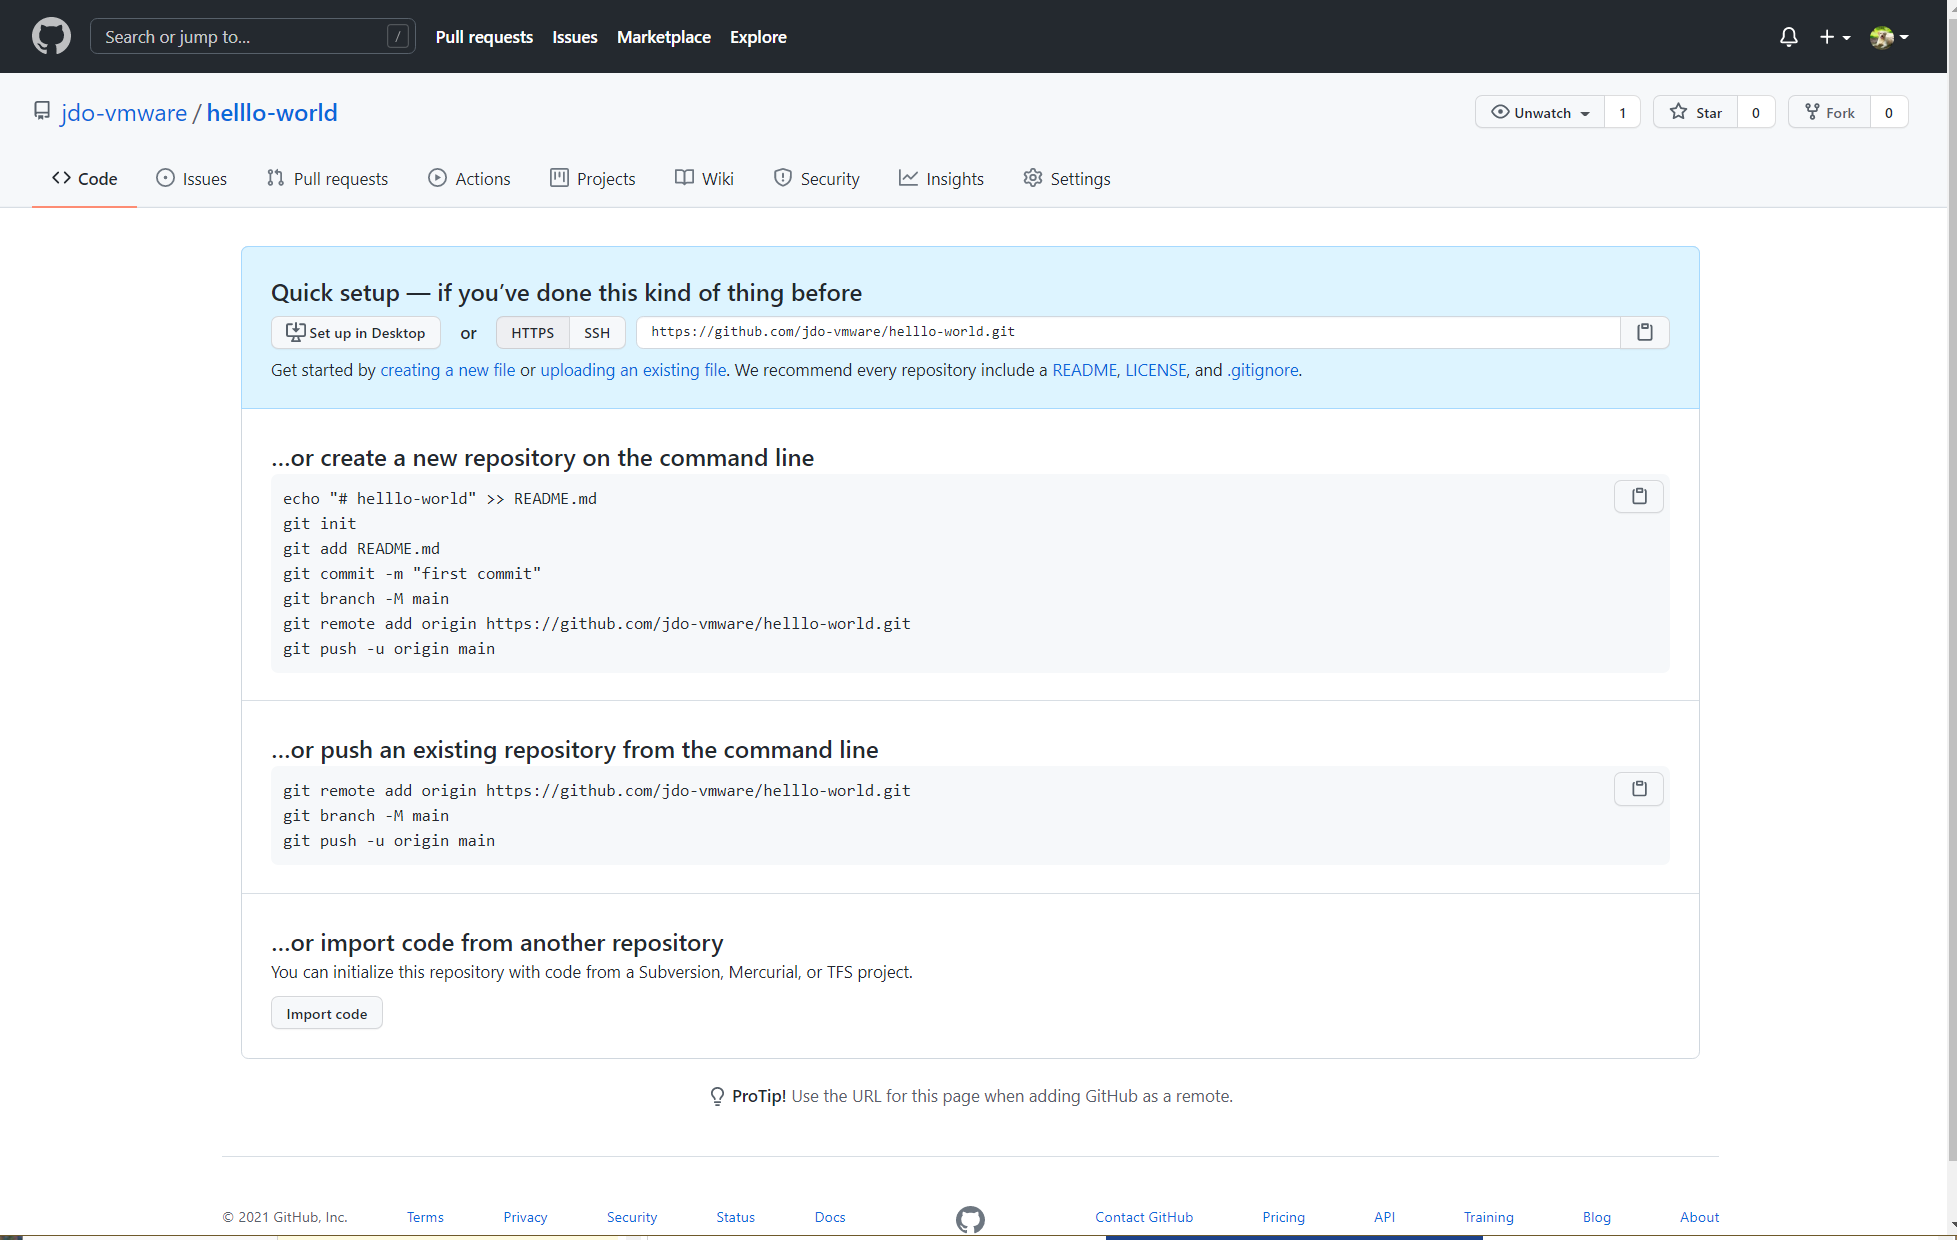 Search or jump to... / Pull requests Issues Marketplace Explore
jdo-vmware / helllo-world Unwatch 1 Star 0 Fork 0
Code Issues Pull requests Actions Projects Wiki Security Insights Settings
Quick setup — if you’ve done this kind of thing before
Set up in Desktop or HTTPS SSH https://github.com/jdo-vmware/helllo-world.git
Get started by creating a new file or uploading an existing file. We recommend every repository include a README, LICENSE, and .gitignore.
…or create a new repository on the command line
echo "# helllo-world" >> README.md
git init
git add README.md
git commit -m "first commit"
git branch -M main
git remote add origin https://github.com/jdo-vmware/helllo-world.git
git push -u origin main
…or push an existing repository from the command line
git remote add origin https://github.com/jdo-vmware/helllo-world.git
git branch -M main
git push -u origin main
…or import code from another repository
You can initialize this repository with code from a Subversion, Mercurial, or TFS project.
Import code
ProTip! Use the URL for this page when adding GitHub as a remote.
© 2021 GitHub, Inc. Terms Privacy Security Status Docs Contact GitHub Pricing API Training Blog About